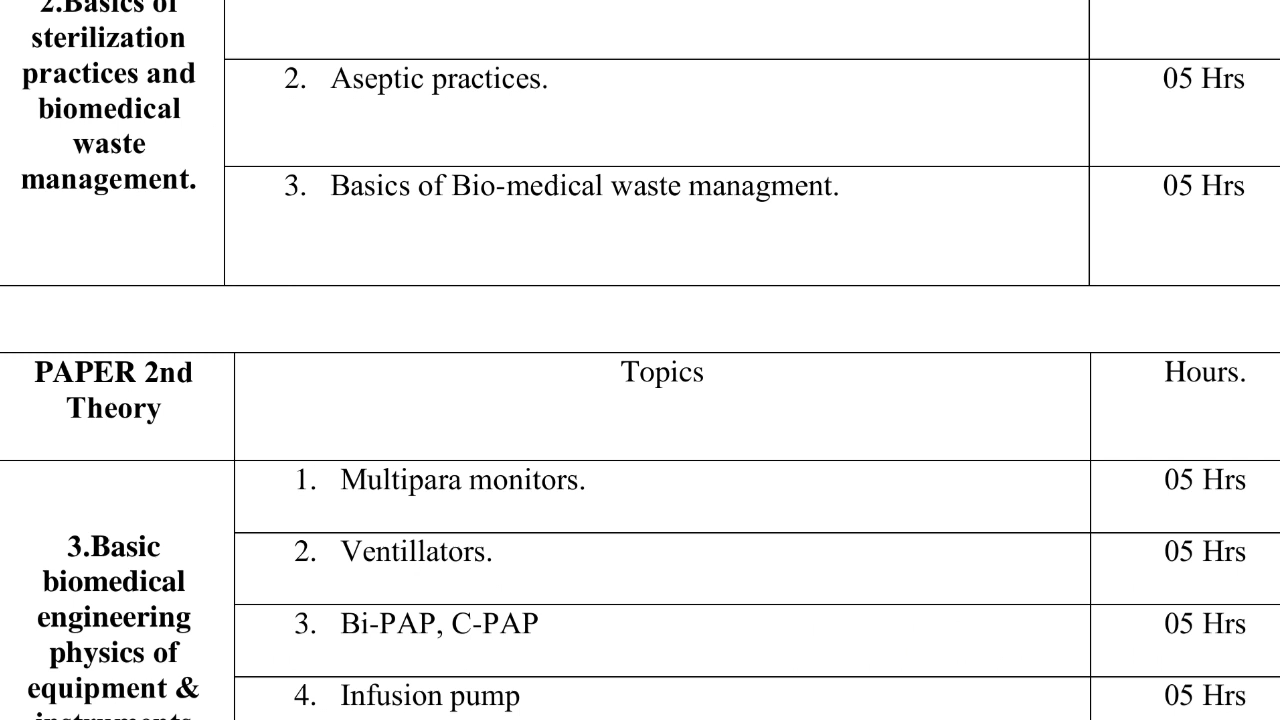 2.Basics of
sterilization
practices and
biomedical
waste
management.
2. Aseptic practices.
05 Hrs
3. Basics of Bio-medical waste managment.
05 Hrs
PAPER 2nd
Theory
Topics
Hours.
3.Basic
biomedical
engineering
physics of
equipment &
instruments
1. Multipara monitors.
05 Hrs
2. Ventillators.
05 Hrs
3. Bi-PAP, C-PAP
05 Hrs
4. Infusion pump
05 Hrs